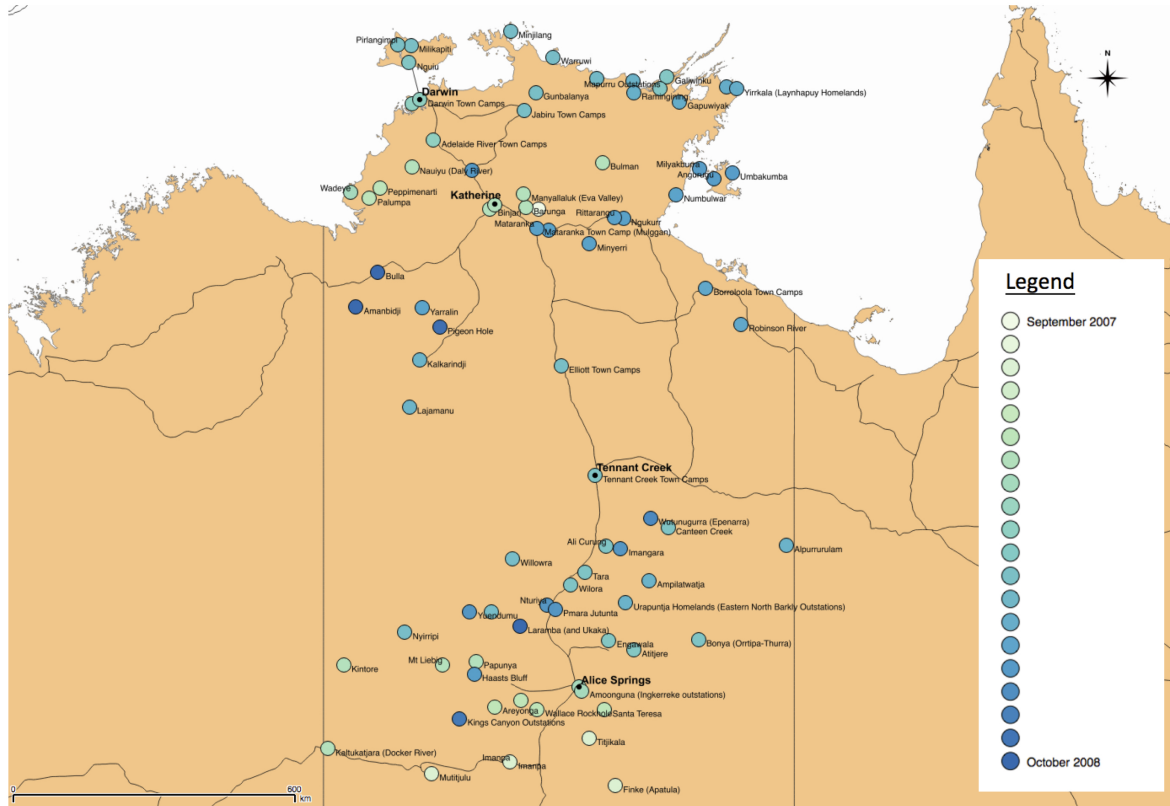 Minjilang
Pirlangimpi
Milikapiti
N
Nguiu
Warruwi
Mapurru Outstations
Galiwinku
Darwin
Darwin Town Camps
Gunbalanya
Ramingining
Yirrkala (Laynhapuy Homelands)
Gapuwiyak
Jabiru Town Camps
Adelaide River Town Camps
Nauiyu (Daly River)
Bulman
Milyakburra
Angurugu
Umbakumba
Wadeye
Peppimenarti
Palumpa
Katherine
Manyallaluk (Eva Valley)
Numbulwar
Binjari
Barunga
Rittarangu
Ngukurr
Mataranka
Mataranka Town Camp (Mulggan)
Minyerri
Bulla
Legend
Borroloola Town Camps
Amanbidji
Yarralin
September 2007
Pigeon Hole
Robinson River
Kalkarindji
Elliott Town Camps
Lajamanu
Tennant Creek
Tennant Creek Town Camps
Wutunugurra (Epenarra)
Canteen Creek
Ali Curung
Imangara
Alpurrurulam
Willowra
Tara
Wilora
Ampilatwatja
Nturiya
Pmara Jutunta
Urapuntja Homelands (Eastern North Barkly Outstations)
Yuendumu
Laramba (and Ukaka)
Nyirripi
Engawala
Atitjere
Bonya (Orrtipa-Thurra)
Mt Liebig
Papunya
Kintore
Haasts Bluff
Alice Springs
Amoonguna (Ingkerreke outstations)
Areyonga
Wallace Rockhole
Santa Teresa
Kings Canyon Outstations
Titjikala
Kaltukatjara (Docker River)
Imanpa
Imanpa
October 2008
Mutitjulu
Finke (Apatula)
0
600
km